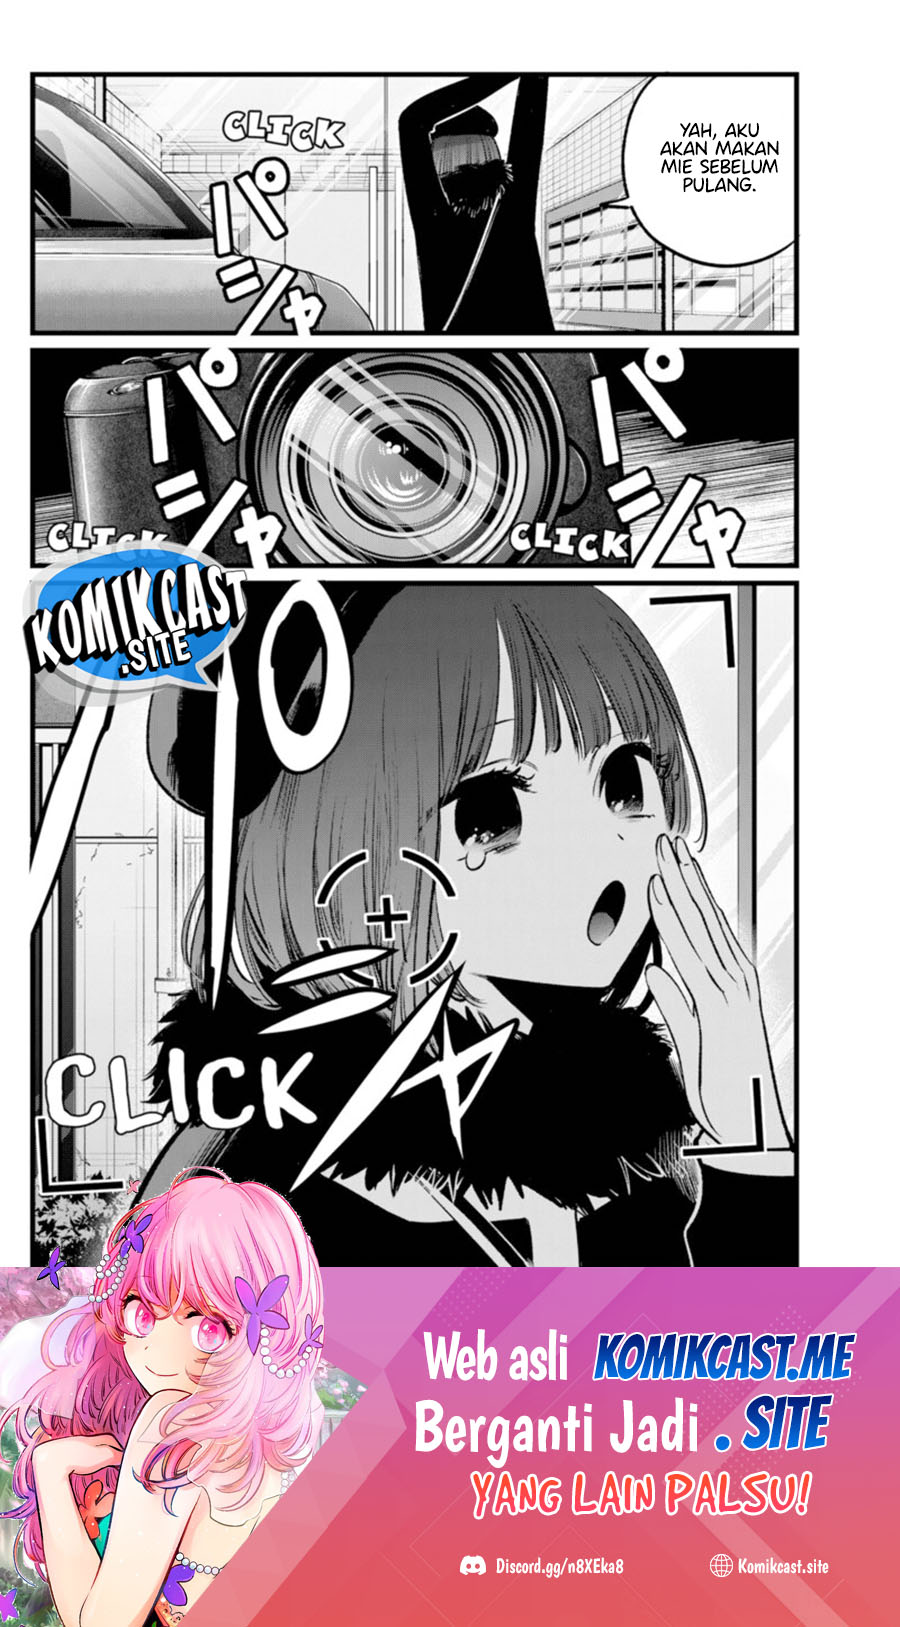 YAH, AKU
AKAN MAKAN
MIE SEBELUM
PULANG.
CLICK
パシャ
パシャ
パシャ
CLICK
CLICK
KOMIKCAST
.SITE
パシャ
CLICK
Web asli KOMIKCAST.ME
Berganti Jadi .SITE
YANG LAIN PALSU!
Discord.gg/n8XEka8
Komikcast.site